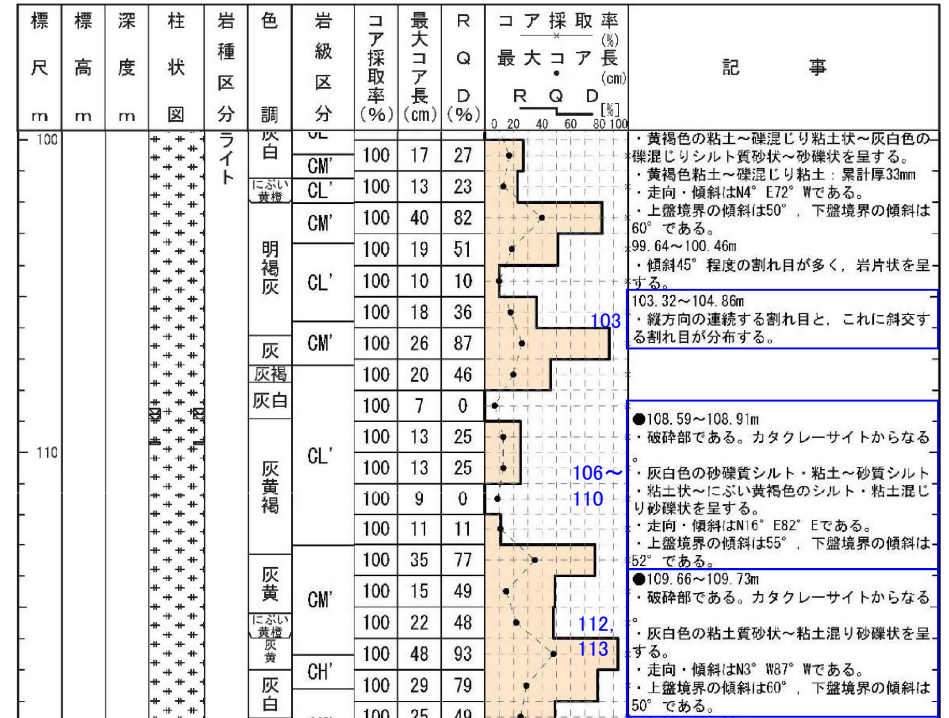 標尺 m
標高 m
深度 m
柱状図
岩種区分
色調
岩級区分
コア採取率(%)
最大コア長(cm)
RQD(%)
コア採取率(%)
最大コア長(cm)
RQD[%]
0 20 40 60 80 100
記事
100
110
ライト
灰白
にぶい黄橙
明褐灰
灰
灰褐
灰白
灰黄褐
灰黄
にぶい黄橙
灰黄
灰白
CL'
CM'
CL'
CM'
CL'
CM'
CL'
CM'
CH'
100 17 27
100 13 23
100 40 82
100 19 51
100 10 10
100 18 36
100 26 87
100 20 46
100 7 0
100 13 25
100 13 25
100 9 0
100 11 11
100 35 77
100 15 49
100 22 48
100 48 93
100 29 79
100 25 49
103
106～
110
112,
113
・黄褐色の粘土～礫混じり粘土状～灰白色の
礫混じりシルト質砂状～砂礫状を呈する。
・黄褐色粘土～礫混じり粘土：累計厚33mm
・走向・傾斜はN4°E72°Wである。
・上盤境界の傾斜は50°，下盤境界の傾斜は
60°である。
99.64～100.46m
・傾斜45°程度の割れ目が多く，岩片状を呈
する。
103.32～104.86m
・縦方向の連続する割れ目と，これに斜交す
る割れ目が分布する。
●108.59～108.91m
・破砕部である。カタクレーサイトからなる
。
・灰白色の砂礫質シルト・粘土～砂質シルト
・粘土状～にぶい黄褐色のシルト・粘土混じ
り砂礫状を呈する。
・走向・傾斜はN16°E82°Eである。
・上盤境界の傾斜は55°，下盤境界の傾斜は
52°である。
●109.66～109.73m
・破砕部である。カタクレーサイトからなる
。
・灰白色の粘土質砂状～粘土混り砂礫状を呈
する。
・走向・傾斜はN3°W87°Wである。
・上盤境界の傾斜は60°，下盤境界の傾斜は
50°である。